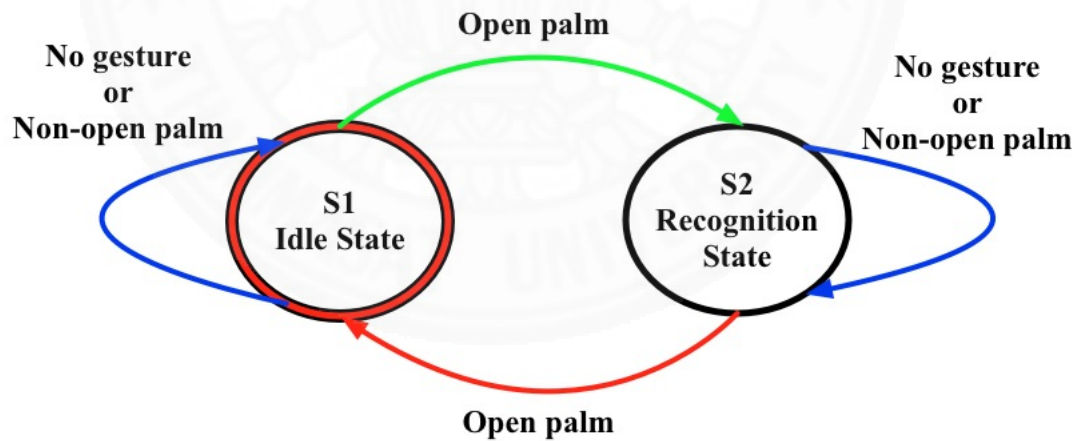 Open palm
No gesture
or
Non-open palm
No gesture
or
Non-open palm
S1
Idle State
S2
Recognition
State
Open palm